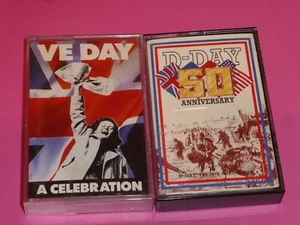 VE DAY
A CELEBRATION
D-DAY
50
ANNIVERSARY